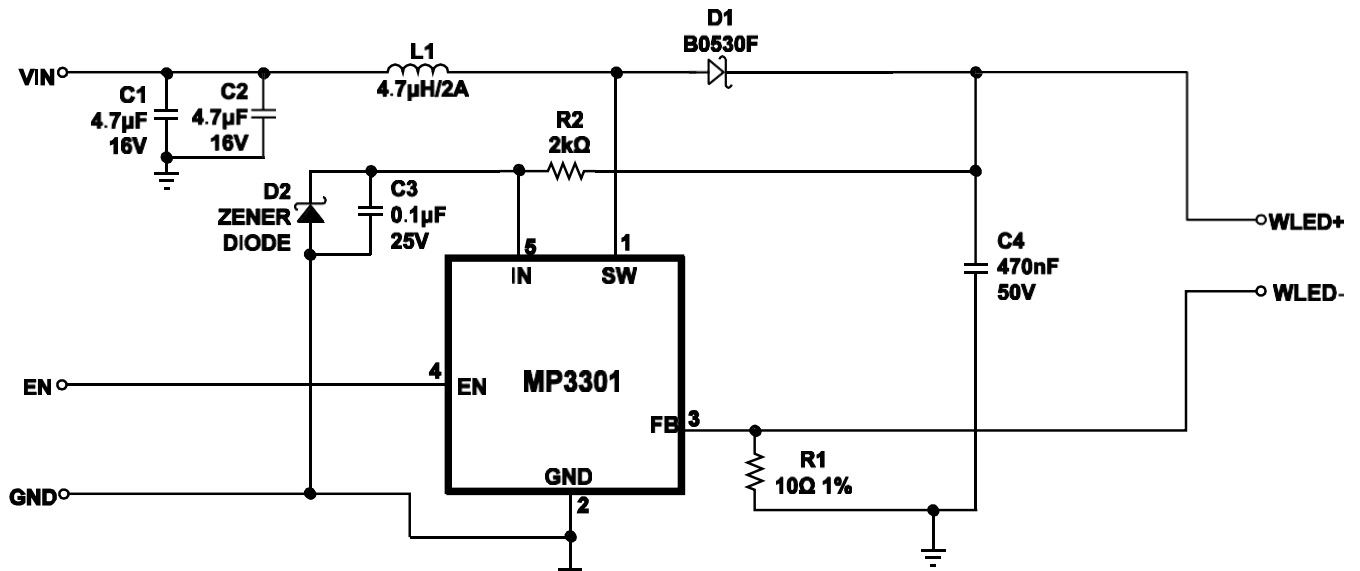 D1
B0530F
VIN
L1
4.7µH/2A
C1
4.7µF
16V
C2
4.7µF
16V
R2
2kΩ
D2
ZENER
DIODE
C3
0.1µF
25V
5
IN
1
SW
C4
470nF
50V
WLED+
WLED-
EN
4
EN
MP3301
FB
3
GND
2
R1
10Ω 1%
GND